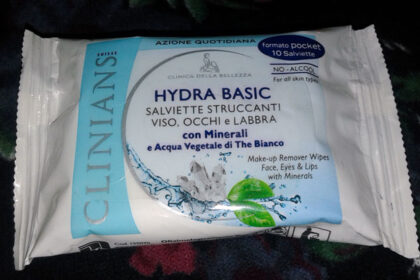 AZIONE QUOTIDIANA
formato pocket
10 Salviette
NO-ALCOOL
For all skin types
CLINIANS
CLINICA DELLA BELLEZZA
HYDRA BASIC
SALVIETTE STRUCCANTI
VISO, OCCHI e LABBRA
con Minerali
e Acqua Vegetale di The Bianco
Make-up Remover Wipes
Face, Eyes & Lips
with Minerals